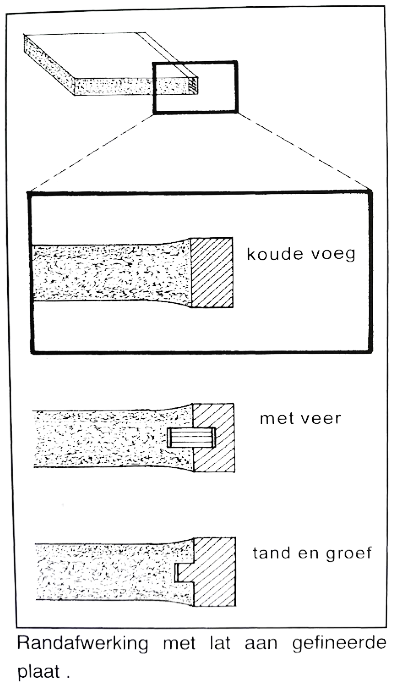 koude voeg
met veer
tand en groef
Randafwerking met lat aan gefineerde
plaat .